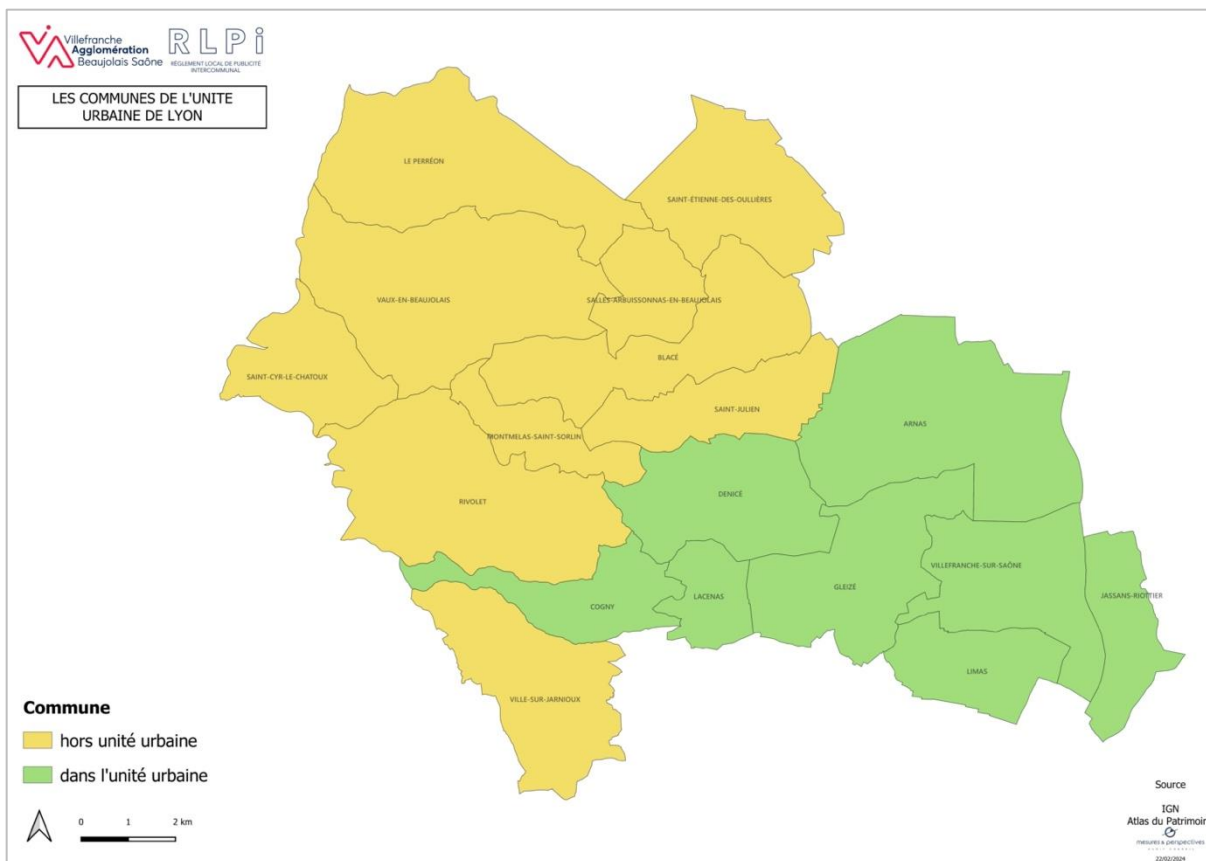 Villefranche
Agglomération
Beaujolais Saône
RLPi
RÈGLEMENT LOCAL DE PUBLICITÉ
INTERCOMMUNAL
LES COMMUNES DE L'UNITE
URBAINE DE LYON
LE PERRÉON
SAINT-ÉTIENNE-DES-OULLIÈRES
VAUX-EN-BEAUJOLAIS
SALLES-ARBUISSONNAS-EN-BEAUJOLAIS
BLACÉ
SAINT-CYR-LE-CHATOUX
SAINT-JULIEN
ARNAS
MONTMELAS-SAINT-SORLIN
DENICÉ
RIVOLET
VILLEFRANCHE-SUR-SAÔNE
GLEIZÉ
LACENAS
JASSANS-RIOTTIER
COGNY
LIMAS
VILLE-SUR-JARNIOUX
Commune
hors unité urbaine
dans l'unité urbaine
0 1 2 km
Source
IGN
Atlas du Patrimoin
mesures & perspectives
22/02/2024